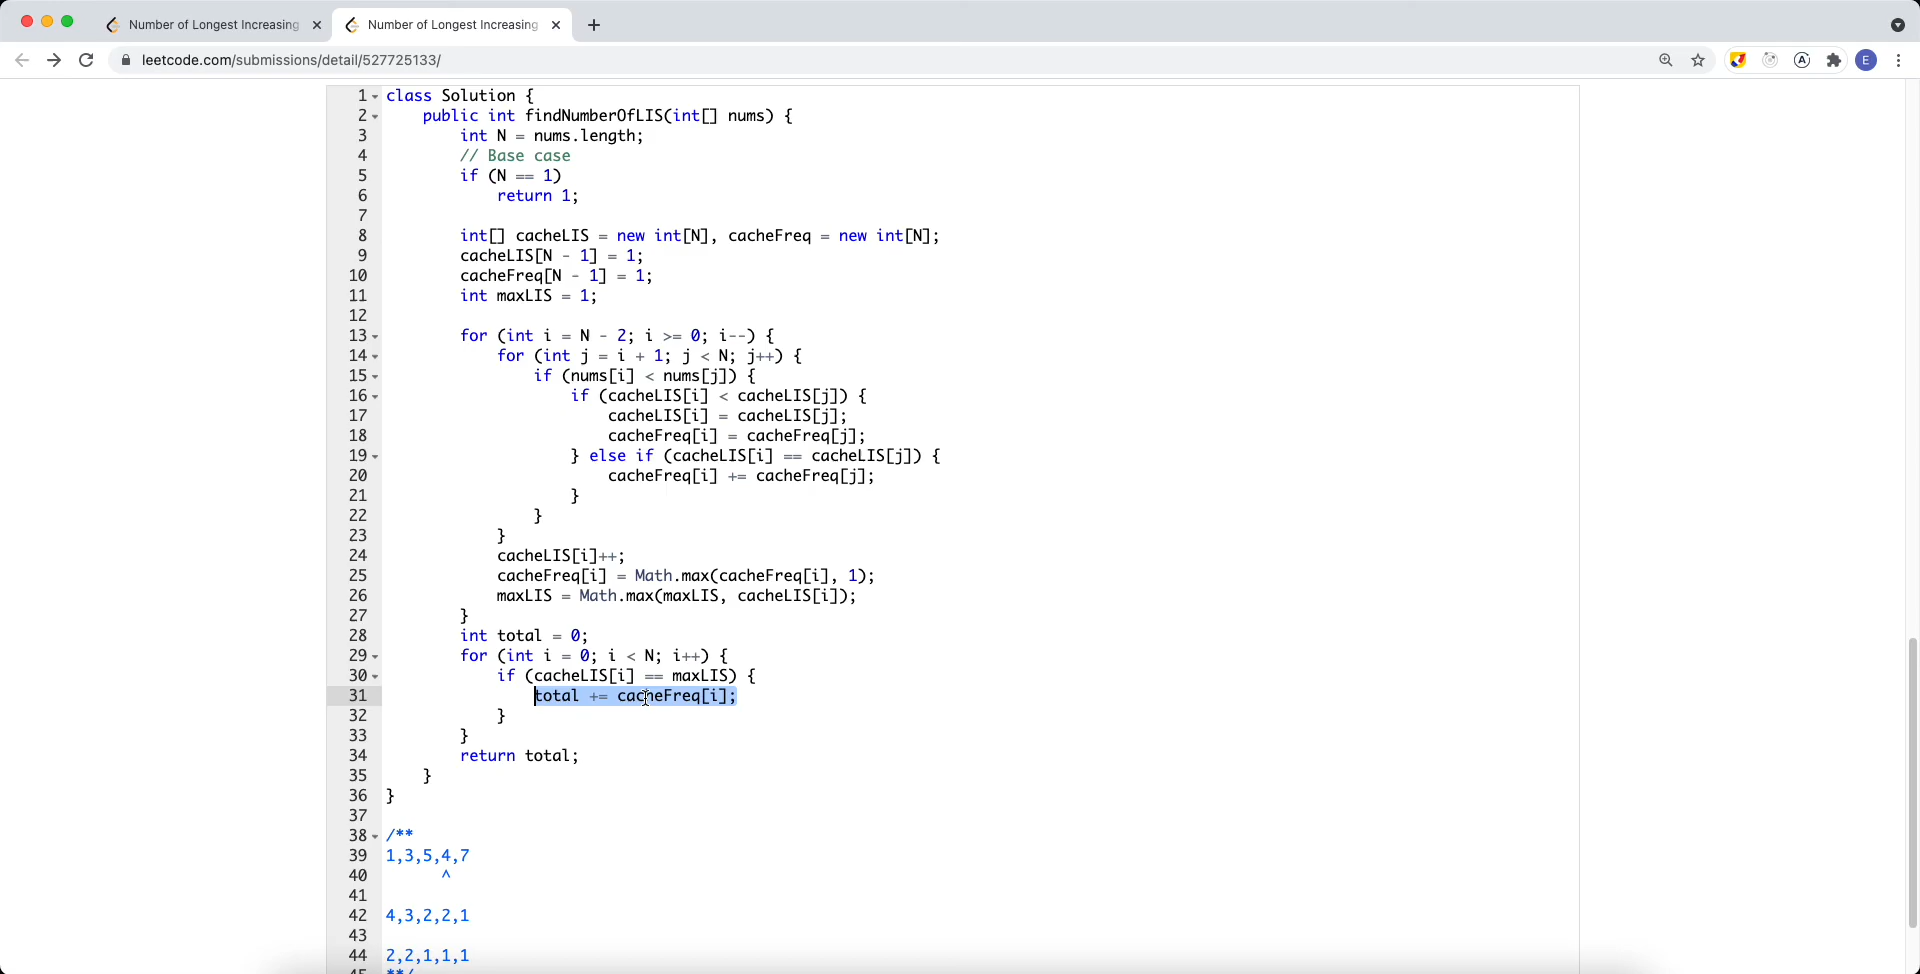 Number of Longest Increasing
Number of Longest Increasing
leetcode.com/submissions/detail/527725133/
E
1 class Solution {
2 public int findNumberOfLIS(int[] nums) {
3 int N = nums.length;
4 // Base case
5 if (N == 1)
6 return 1;
7
8 int[] cacheLIS = new int[N], cacheFreq = new int[N];
9 cacheLIS[N - 1] = 1;
10 cacheFreq[N - 1] = 1;
11 int maxLIS = 1;
12
13 for (int i = N - 2; i >= 0; i--) {
14 for (int j = i + 1; j < N; j++) {
15 if (nums[i] < nums[j]) {
16 if (cacheLIS[i] < cacheLIS[j]) {
17 cacheLIS[i] = cacheLIS[j];
18 cacheFreq[i] = cacheFreq[j];
19 } else if (cacheLIS[i] == cacheLIS[j]) {
20 cacheFreq[i] += cacheFreq[j];
21 }
22 }
23 }
24 cacheLIS[i]++;
25 cacheFreq[i] = Math.max(cacheFreq[i], 1);
26 maxLIS = Math.max(maxLIS, cacheLIS[i]);
27 }
28 int total = 0;
29 for (int i = 0; i < N; i++) {
30 if (cacheLIS[i] == maxLIS) {
31 total += cacheFreq[i];
32 }
33 }
34 return total;
35 }
36 }
37
38 /**
39 1,3,5,4,7
40 ^
41
42 4,3,2,2,1
43
44 2,2,1,1,1
45 **/